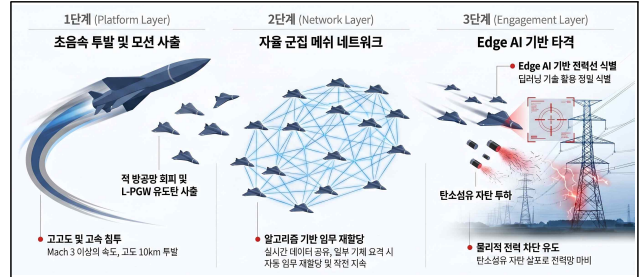 1단계 (Platform Layer)
초음속 투발 및 모션 사출
적 방공망 회피 및
L-PGW 유도탄 사출
고고도 및 고속 침투
Mach 3 이상의 속도, 고도 10km 투발
2단계 (Network Layer)
자율 군집 메쉬 네트워크
알고리즘 기반 임무 재할당
실시간 데이터 공유, 일부 기체 요격 시
자동 임무 재할당 및 작전 지속
3단계 (Engagement Layer)
Edge AI 기반 타격
Edge AI 기반 전력선 식별
딥러닝 기술 활용 정밀 식별
탄소섬유 자탄 투하
물리적 전력 차단 유도
탄소섬유 자탄 살포로 전력망 마비